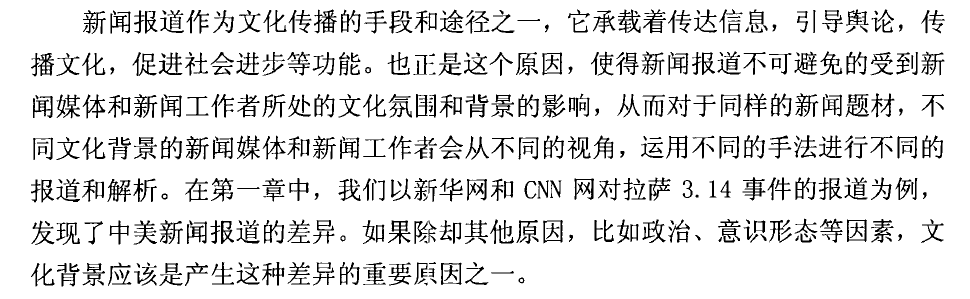 新闻报道作为文化传播的手段和途径之一，它承载着传达信息，引导舆论，传
播文化，促进社会进步等功能。也正是这个原因，使得新闻报道不可避免的受到新
闻媒体和新闻工作者所处的文化氛围和背景的影响，从而对于同样的新闻题材，不
同文化背景的新闻媒体和新闻工作者会从不同的视角，运用不同的手法进行不同的
报道和解析。在第一章中，我们以新华网和 CNN 网对拉萨 3.14 事件的报道为例，
发现了中美新闻报道的差异。如果除却其他原因，比如政治、意识形态等因素，文
化背景应该是产生这种差异的重要原因之一。